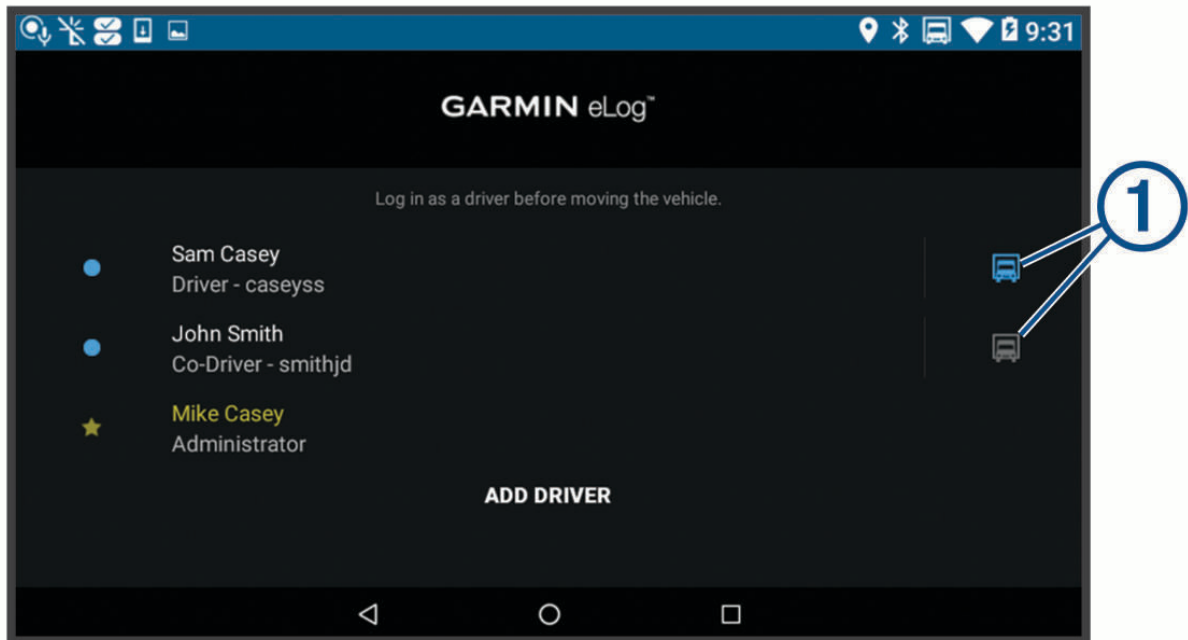 9:31
GARMIN eLog™
Log in as a driver before moving the vehicle.
Sam Casey
Driver - caseyss
John Smith
Co-Driver - smithjd
Mike Casey
Administrator
ADD DRIVER
1